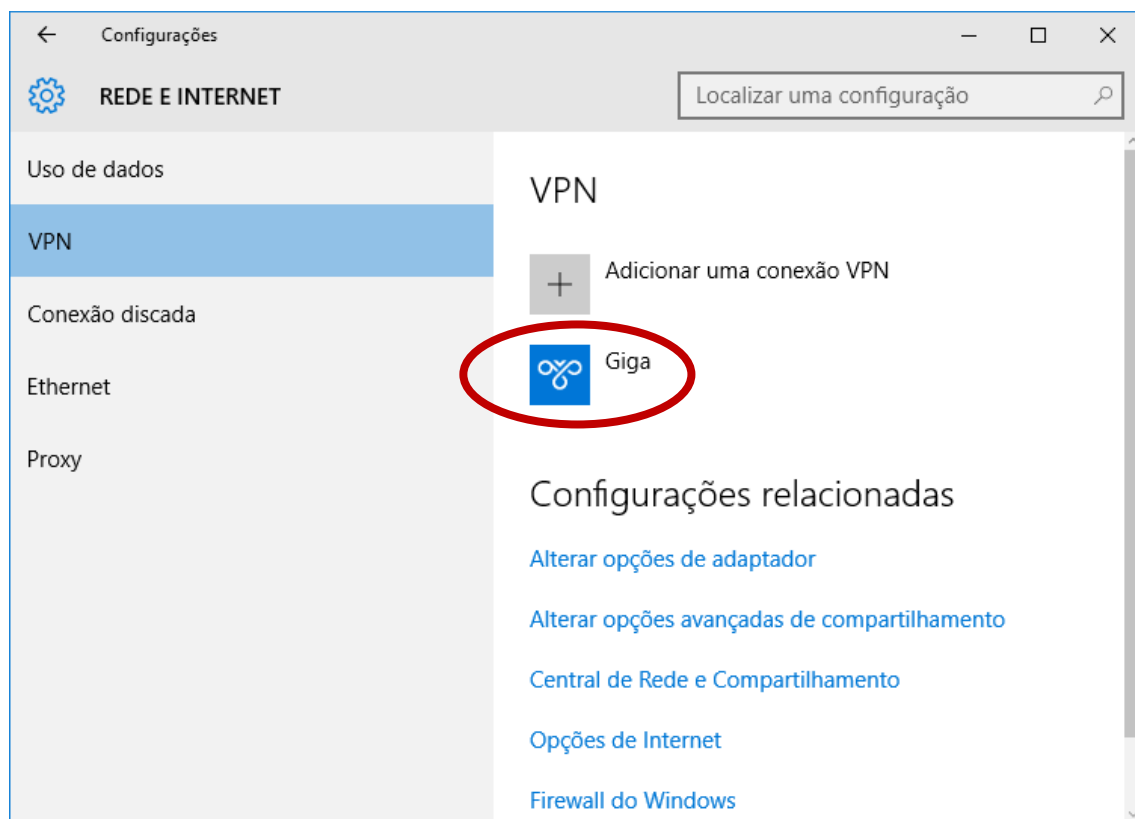 Configurações
REDE E INTERNET
Localizar uma configuração
Uso de dados
VPN
Conexão discada
Ethernet
Proxy
VPN
Adicionar uma conexão VPN
Giga
Configurações relacionadas
Alterar opções de adaptador
Alterar opções avançadas de compartilhamento
Central de Rede e Compartilhamento
Opções de Internet
Firewall do Windows